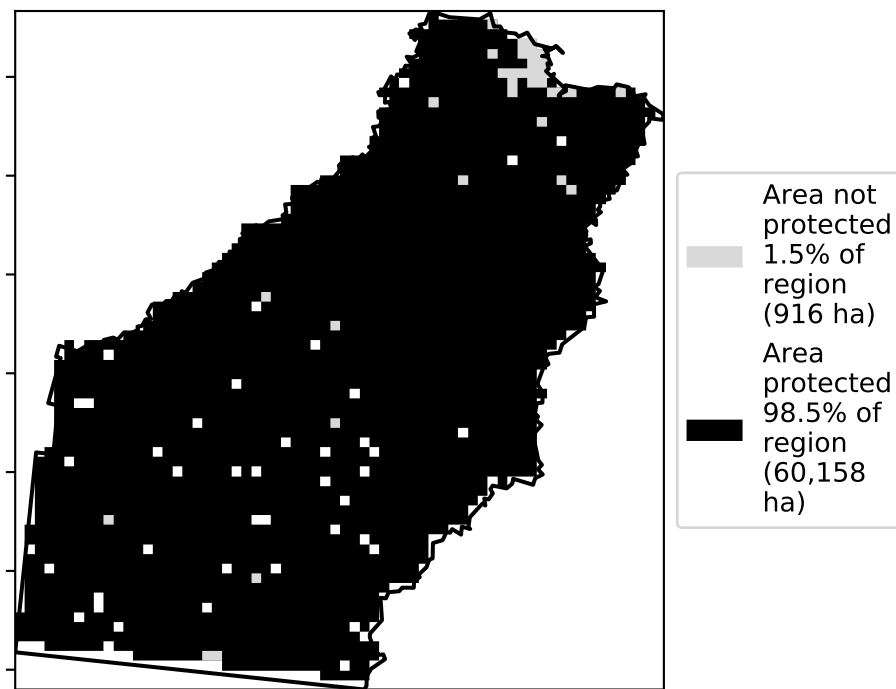 Area not
protected
1.5% of
region
(916 ha)
Area
protected
98.5% of
region
(60,158
ha)